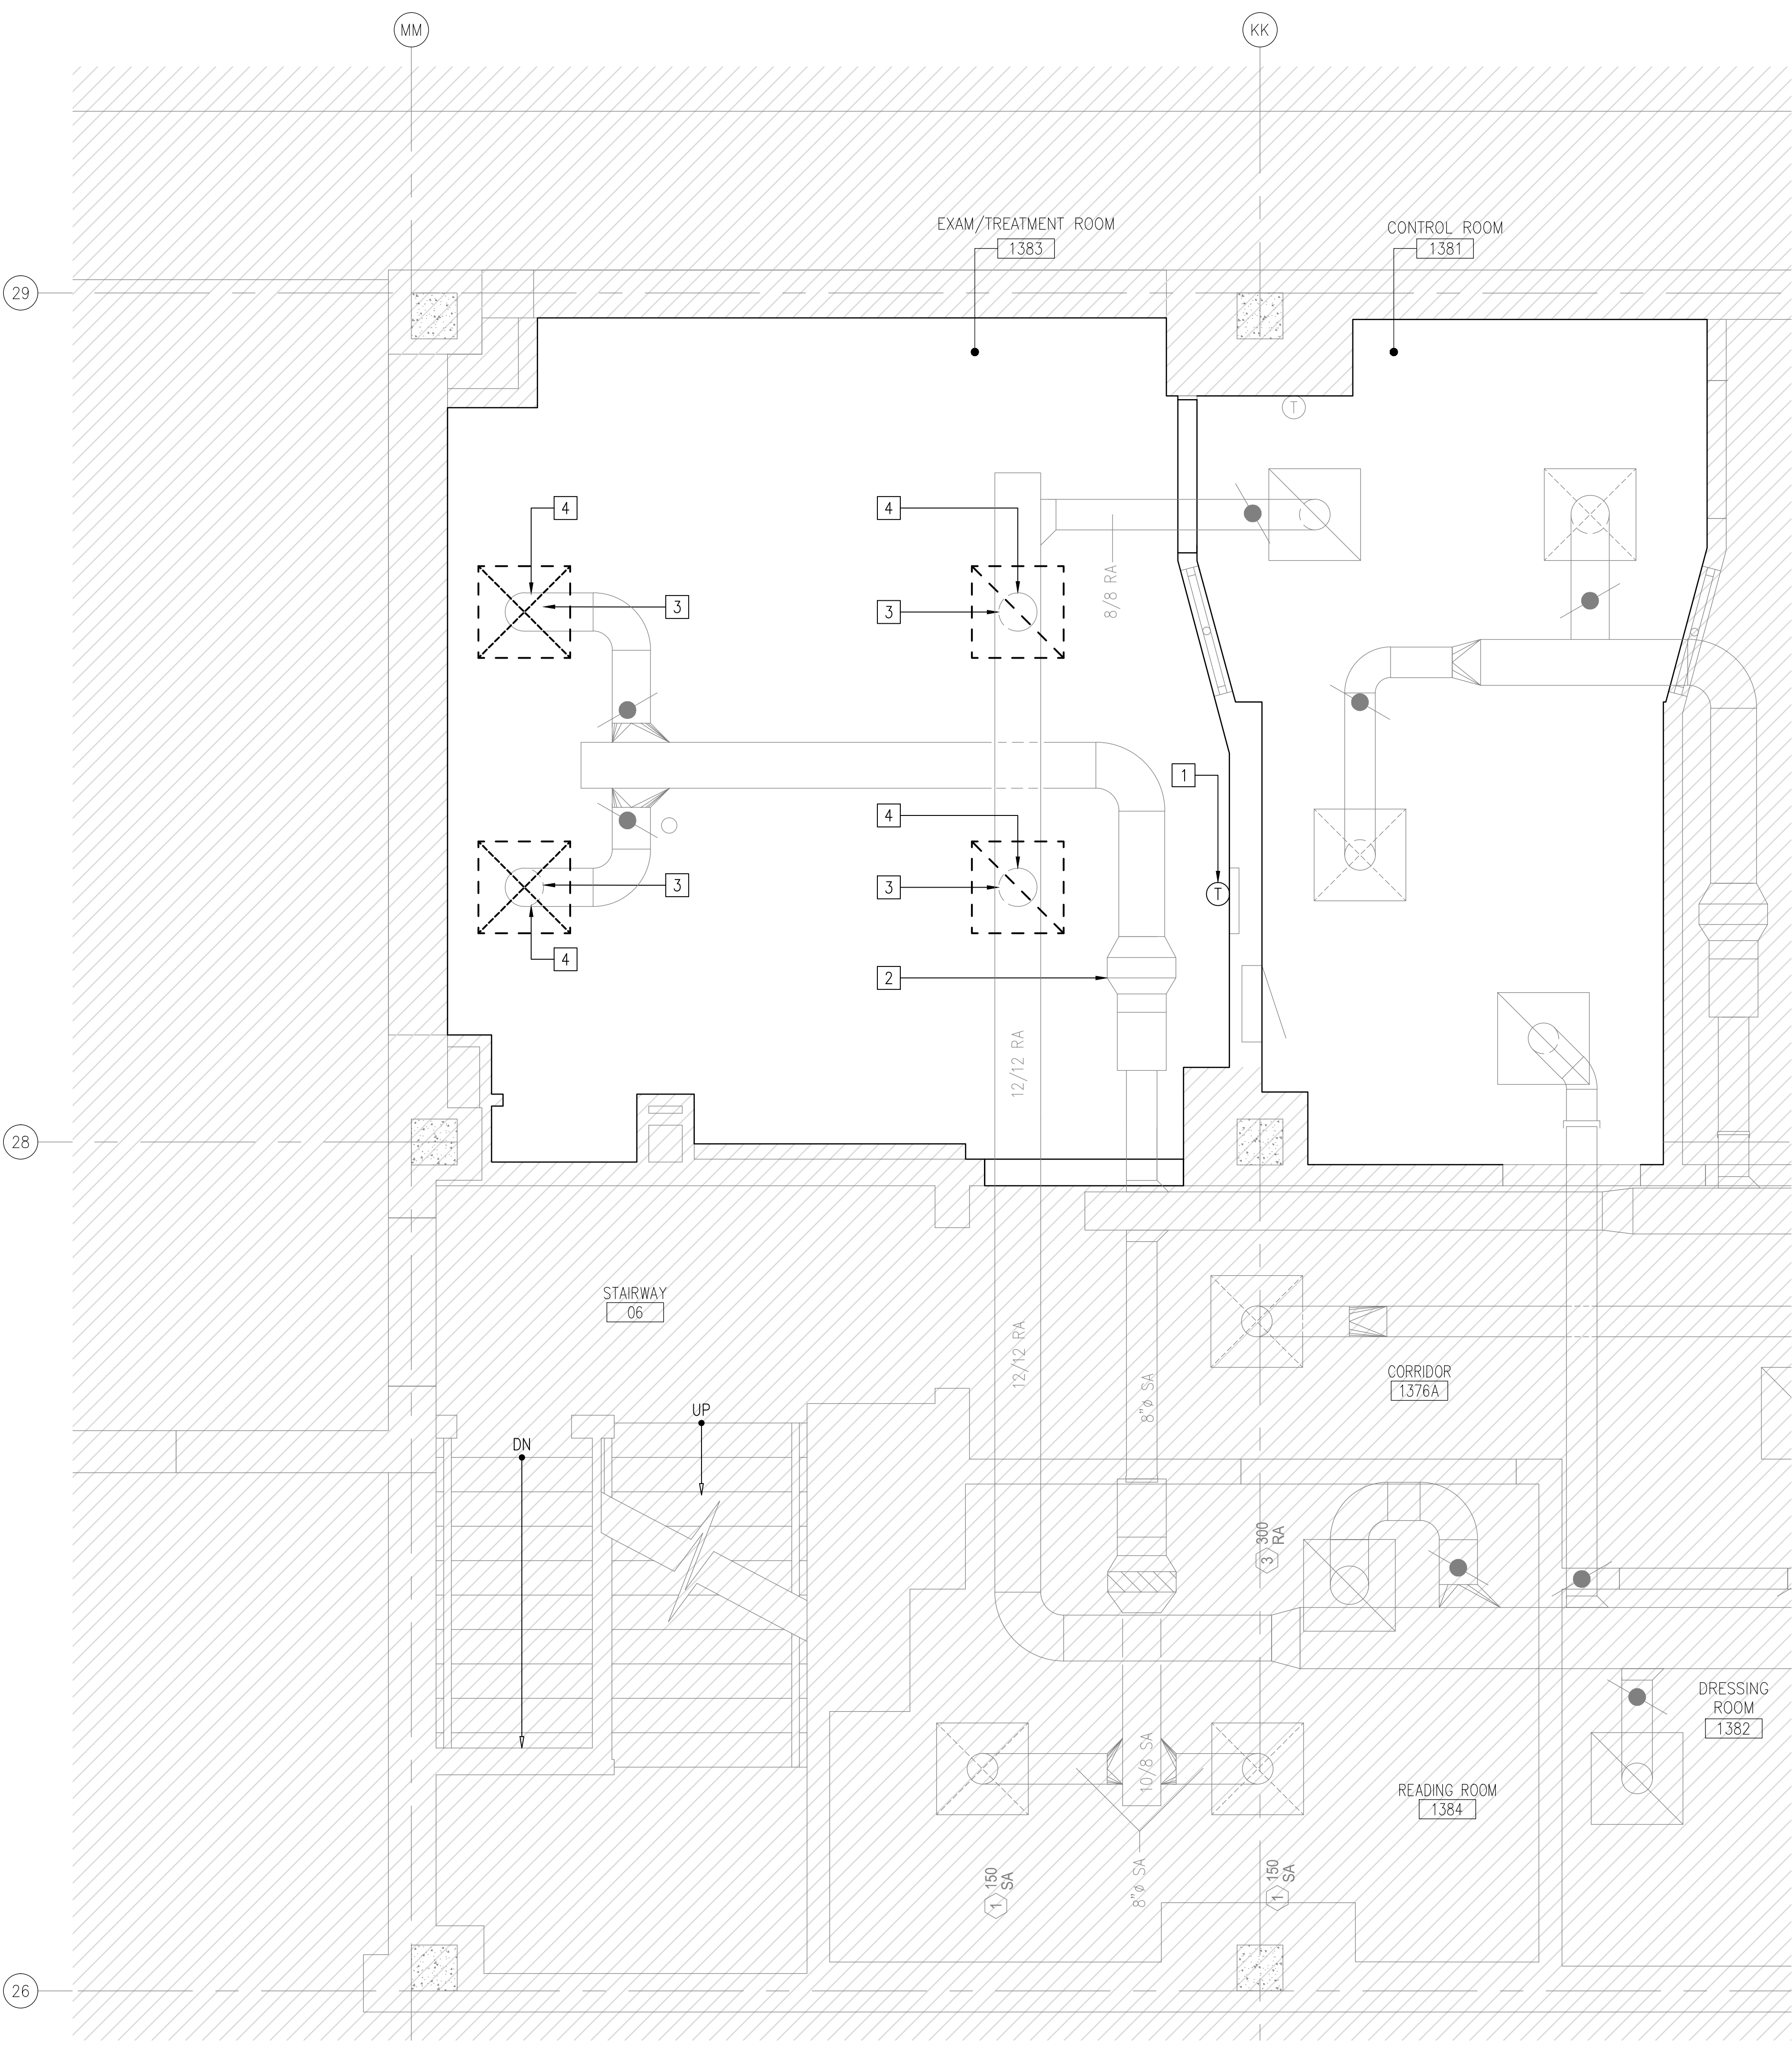 MM
KK
29
EXAM/TREATMENT ROOM
1383
CONTROL ROOM
1381
T
4
4
3
3
8/8 RA
1
4
3
3
T
4
2
12/12 RA
28
STAIRWAY
06
12/12 RA
8"ø SA
CORRIDOR
1376A
UP
DN
3
300
RA
DRESSING
ROOM
1382
10/8 SA
READING ROOM
1384
1
150
SA
8"ø SA
1
150
SA
26